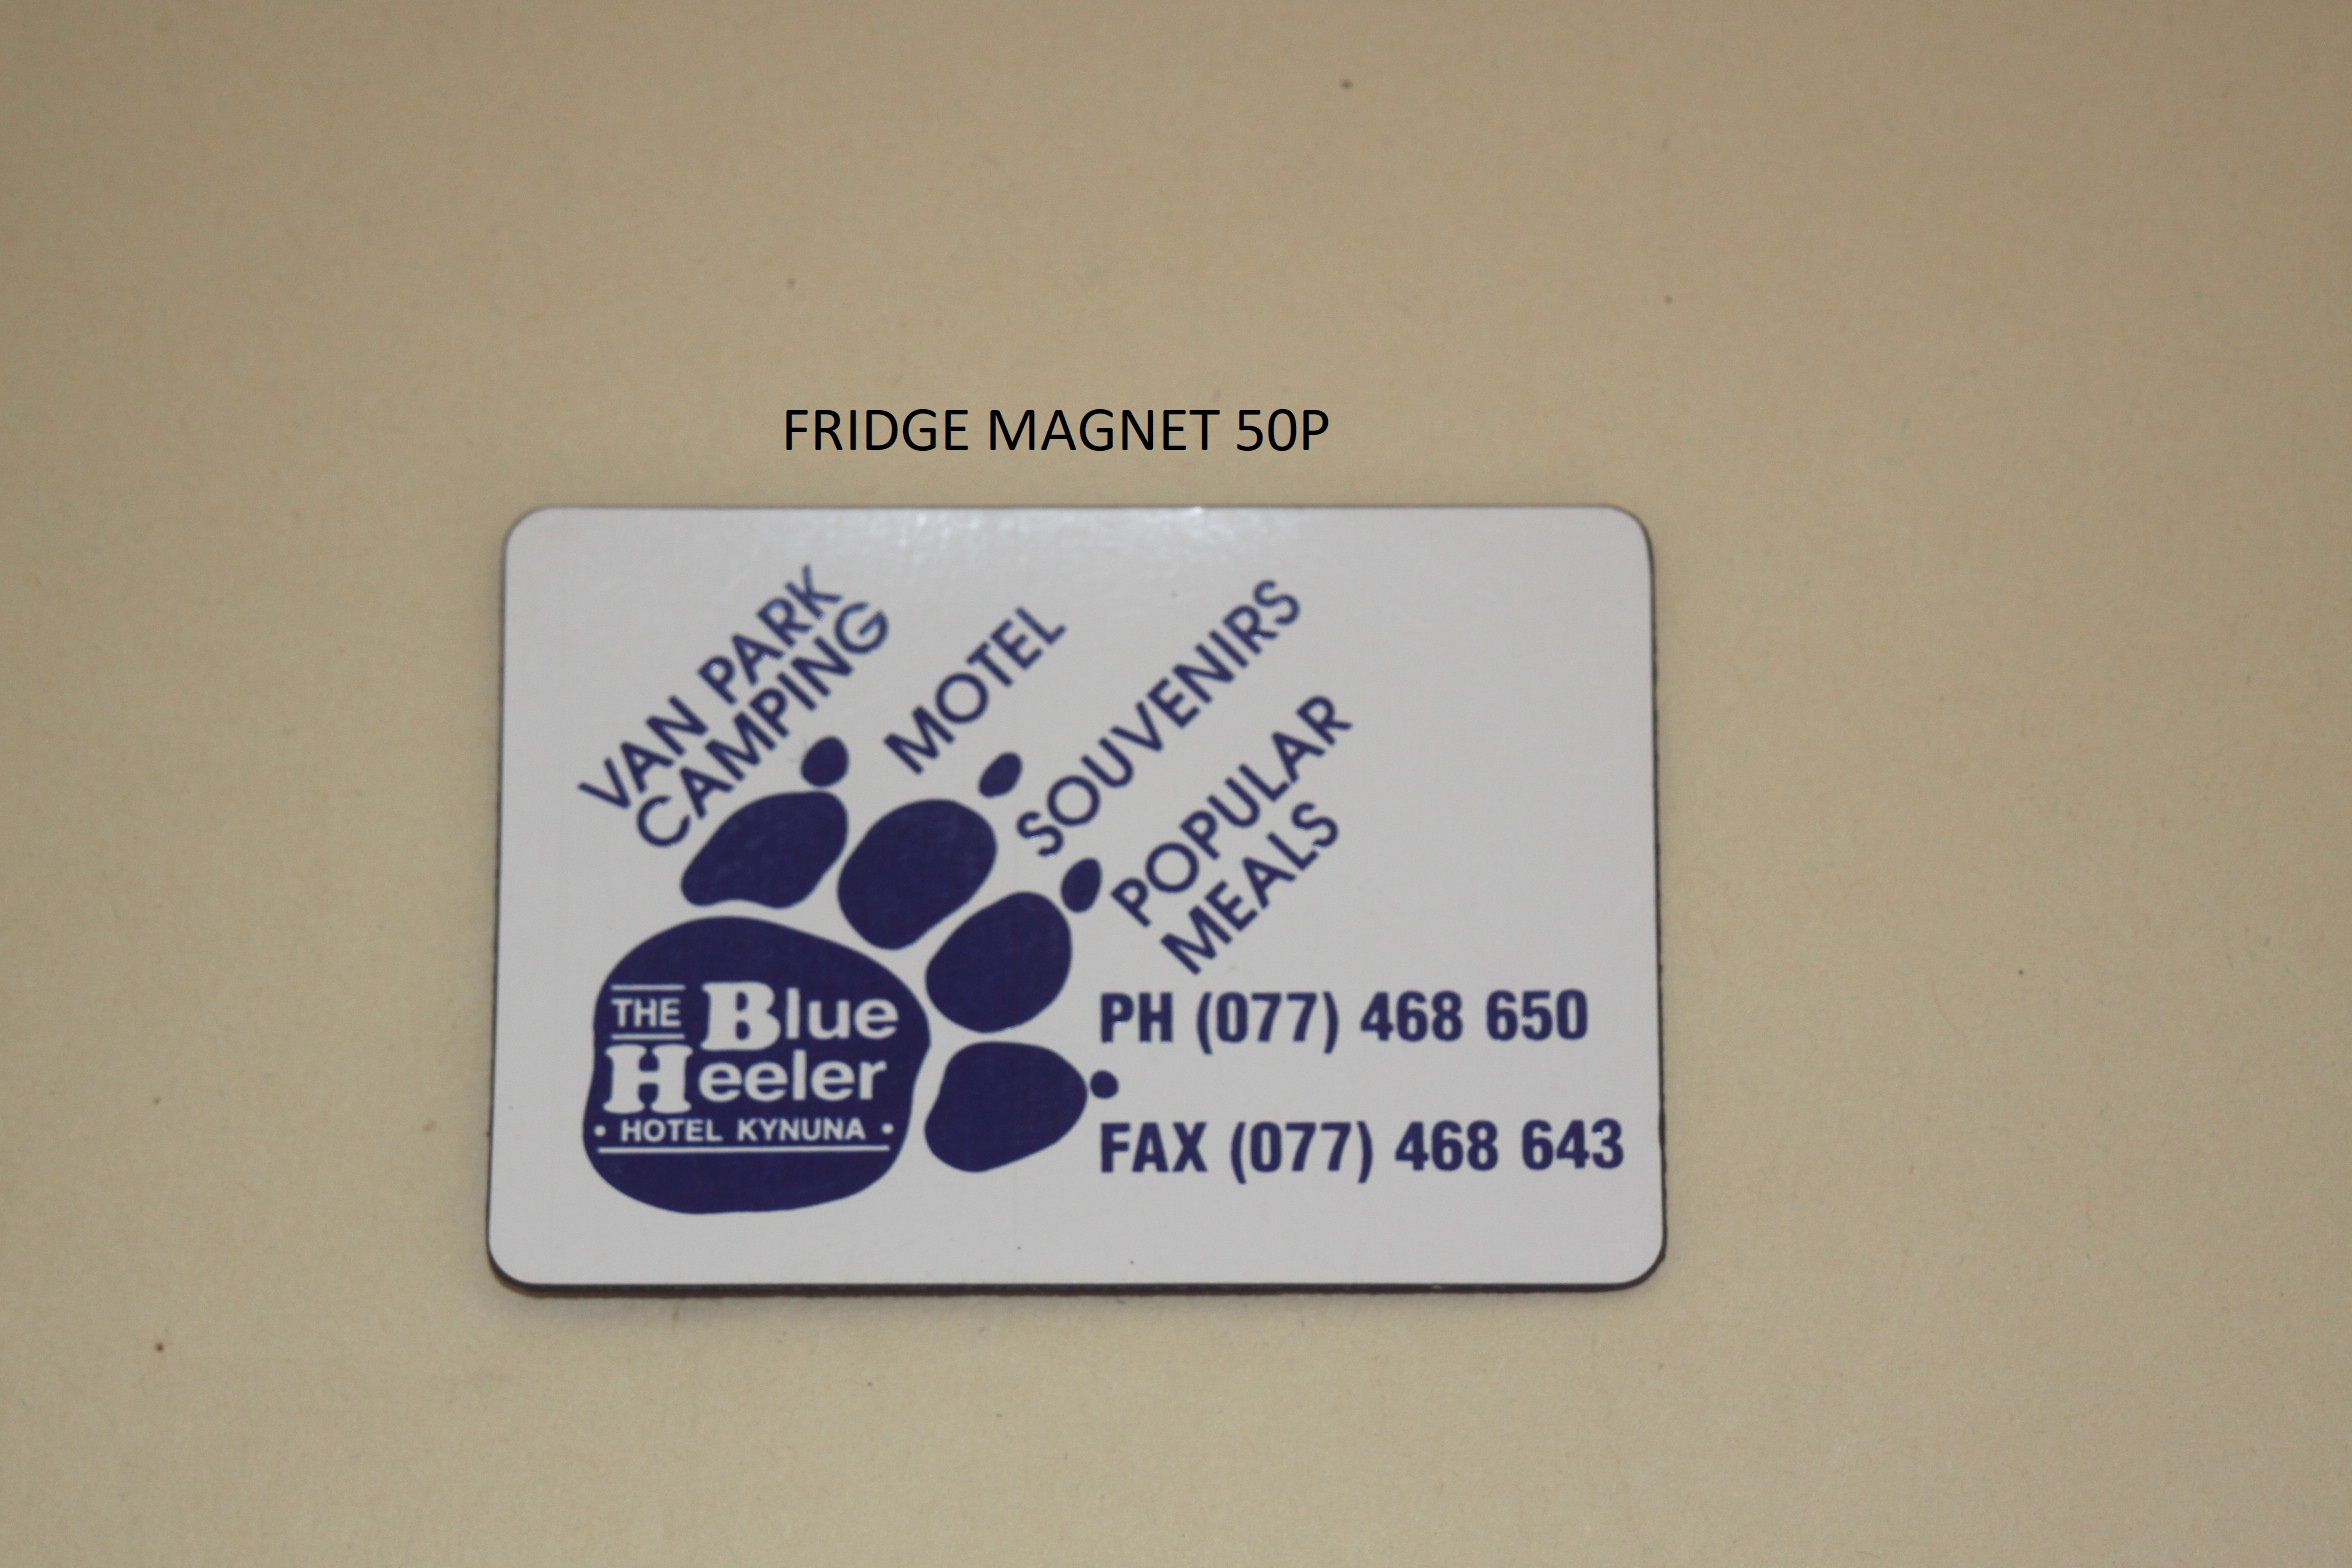 FRIDGE MAGNET 50P
VAN PARK
CAMPING
MOTEL
SOUVENIRS
POPULAR
MEALS
THE Blue
Heeler
• HOTEL KYNUNA •
PH (077) 468 650
FAX (077) 468 643